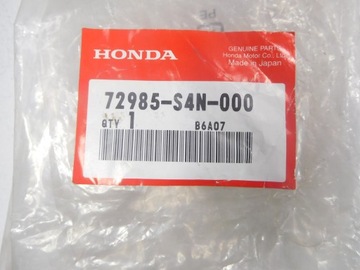 HONDA
GENUINE PARTS
Honda Motor Co., Ltd.
Made in Japan
72985-S4N-000
QTY 1 B6A07